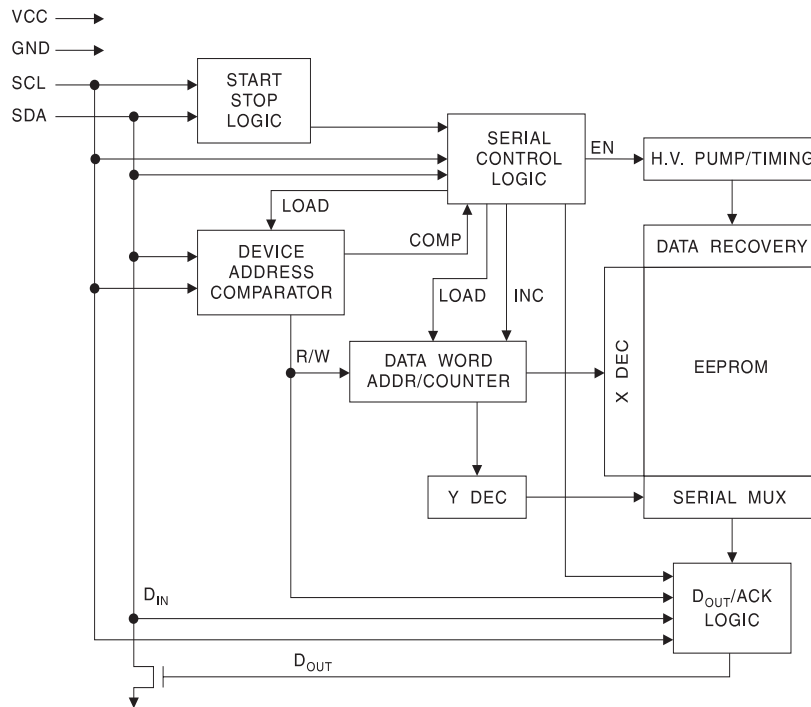 VCC
GND
SCL
SDA
START
STOP
LOGIC
SERIAL
CONTROL
LOGIC
EN
H.V. PUMP/TIMING
LOAD
COMP
DEVICE
ADDRESS
COMPARATOR
DATA RECOVERY
LOAD
INC
R/W
DATA WORD
ADDR/COUNTER
X DEC
EEPROM
Y DEC
SERIAL MUX
DIN
DOUT/ACK
LOGIC
DOUT